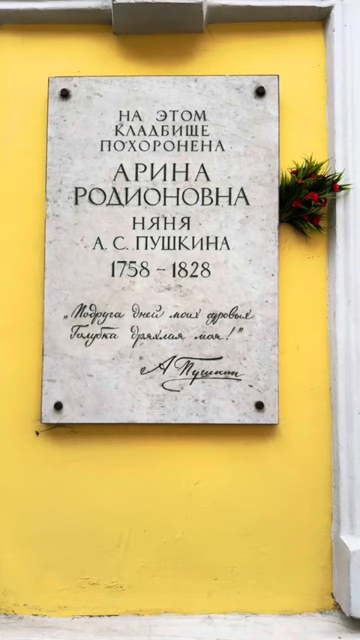 НА ЭТОМ
КЛАДБИЩЕ
ПОХОРОНЕНА
АРИНА
РОДИОНОВНА
НЯНЯ
А. С. ПУШКИНА
1758 – 1828
„Подруга дней моих суровых
Голубка дряхлая моя!"
А. Пушкин